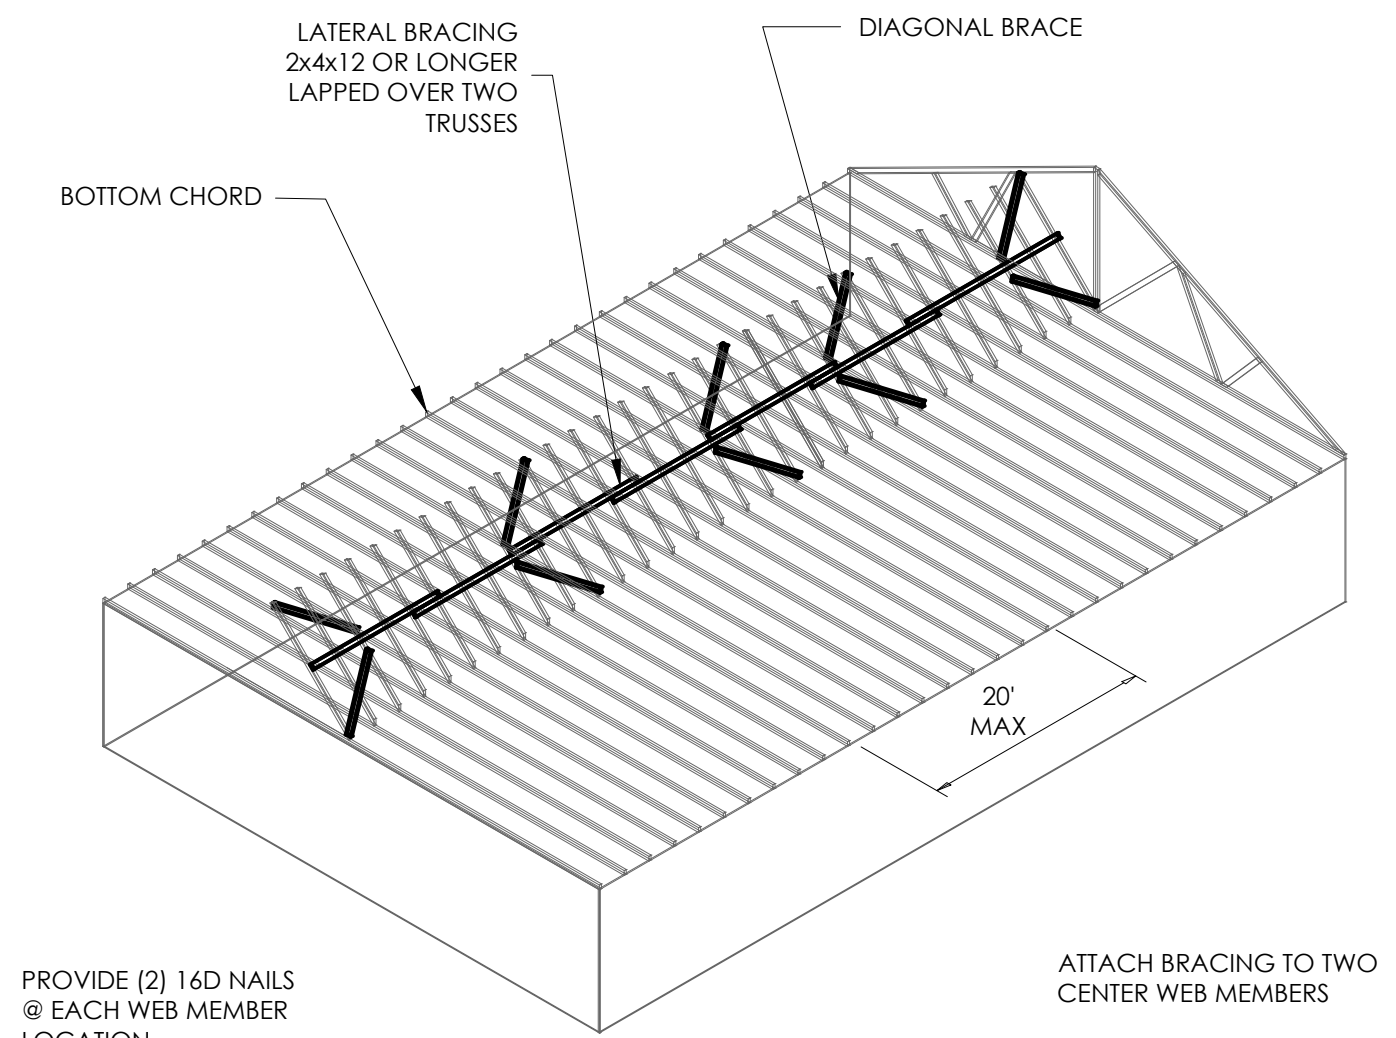 LATERAL BRACING
2x4x12 OR LONGER
LAPPED OVER TWO
TRUSSES
DIAGONAL BRACE
BOTTOM CHORD
20'
MAX
PROVIDE (2) 16D NAILS
@ EACH WEB MEMBER
LOCATION
ATTACH BRACING TO TWO
CENTER WEB MEMBERS